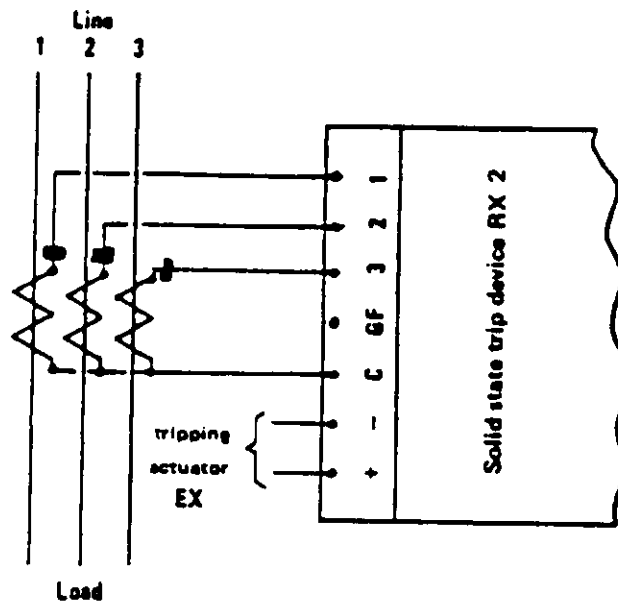 Line
1 2 3
1
2
3
GF
C
-
+
Solid state trip device RX 2
tripping
actuator
EX
Load